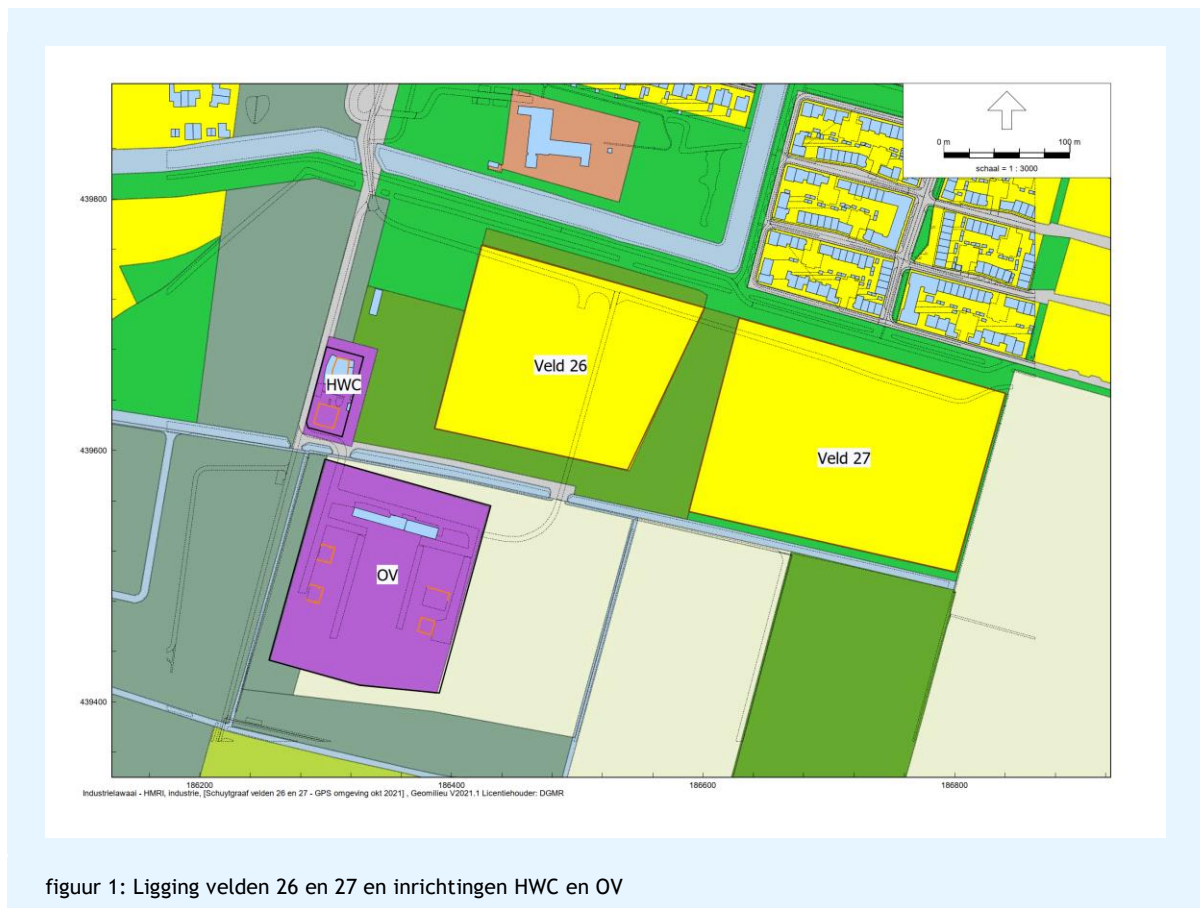 0 m 100 m
schaal = 1 : 3000
439800
Veld 26
HWC
Veld 27
439600
OV
439400
186200 186400 186600 186800
Industrielawaai - HMRI, industrie, [Schuytgraaf velden 26 en 27 - GPS omgeving okt 2021] , Geomilieu V2021.1 Licentiehouder: DGMR
figuur 1: Ligging velden 26 en 27 en inrichtingen HWC en OV